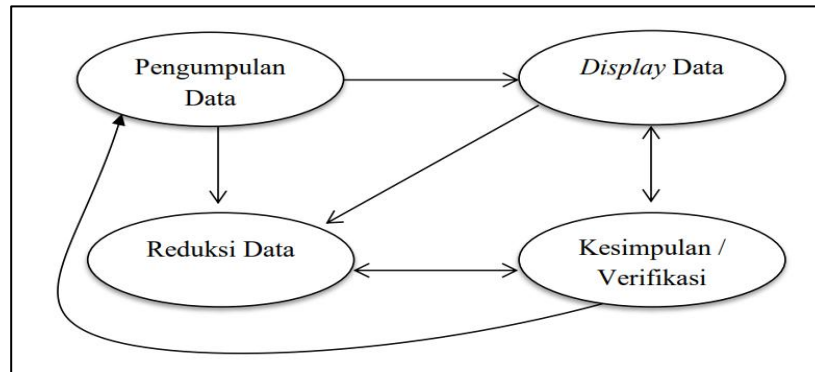 Pengumpulan
Data
Display Data
Reduksi Data
Kesimpulan /
Verifikasi